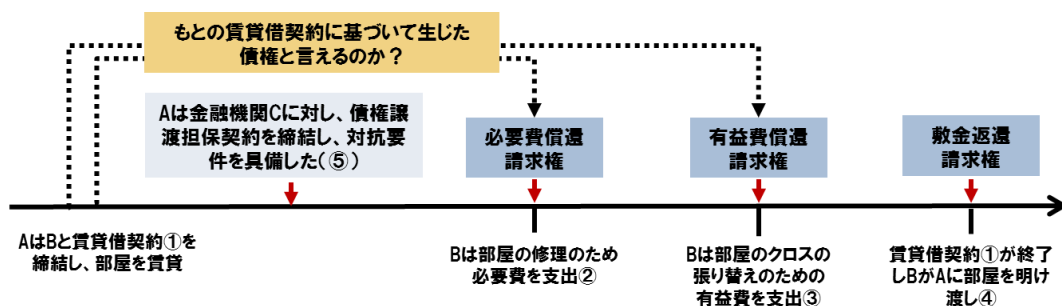 もとの賃貸借契約に基づいて生じた
債権と言えるのか？
Aは金融機関Cに対し、債権譲
渡担保契約を締結し、対抗要
件を具備した(⑤)
必要費償還
請求権
有益費償還
請求権
敷金返還
請求権
AはBと賃貸借契約①を
締結し、部屋を賃貸
Bは部屋の修理のため
必要費を支出②
Bは部屋のクロスの
張り替えのための
有益費を支出③
賃貸借契約①が終了
しBがAに部屋を明け
渡し④